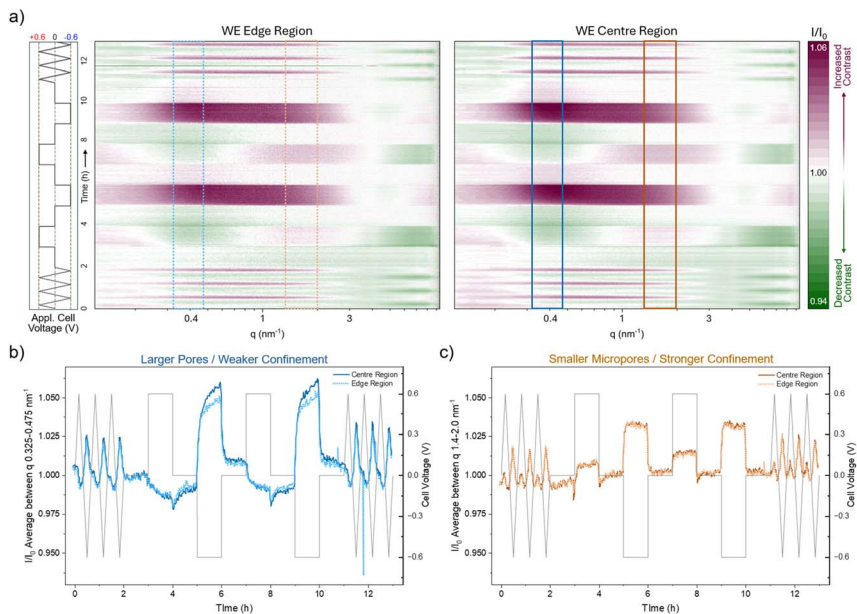 a)
WE Edge Region
WE Centre Region
I/I0
+0.6 0 -0.6
1.06
1.00
0.94
Increased Contrast
Decreased Contrast
Time (h)
12
10
8
6
4
2
0
Appl. Cell
Voltage (V)
0.4 1 3
q (nm-1)
0.4 1 3
q (nm-1)
b)
Larger Pores / Weaker Confinement
Centre Region
Edge Region
I/I0 Average between q 0.325-0.475 nm-1
1.050
1.025
1.000
0.975
0.950
0.6
0.3
0.0
−0.3
−0.6
Cell Voltage (V)
0 2 4 6 8 10 12
TIme (h)
c)
Smaller Micropores / Stronger Confinement
Centre Region
Edge Region
I/I0 Average between q 1.4-2.0 nm-1
1.050
1.025
1.000
0.975
0.950
0.6
0.3
0.0
−0.3
−0.6
Cell Voltage (V)
0 2 4 6 8 10 12
TIme (h)